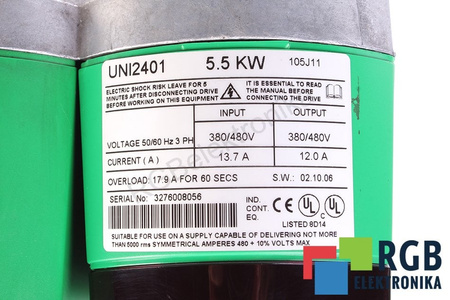 UNI2401 5.5 KW 105J11
ELECTRIC SHOCK RISK LEAVE FOR 5
MINUTES AFTER DISCONNECTING DRIVE
BEFORE WORKING ON THIS EQUIPMENT
IT IS ESSENTIAL TO READ THE
INSTRUCTION MANUAL BEFORE
CONNECTING THE DRIVE
INPUT OUTPUT
VOLTAGE 50/60 Hz 3 PH 380/480V 380/480V
CURRENT ( A ) 13.7 A 12.0 A
OVERLOAD: 17.9 A FOR 60 SECS S.W.: 02.10.06
SERIAL No: 3276008056
IND. CONT.
EQ.
LISTED 8D14
SUITABLE FOR USE ON A SUPPLY CAPABLE OF DELIVERING NOT MORE
THAN 5000 rms SYMMETRICAL AMPERES 480 + 10% VOLTS MAX
RGBelektronika
RGB
ELEKTRONIKA